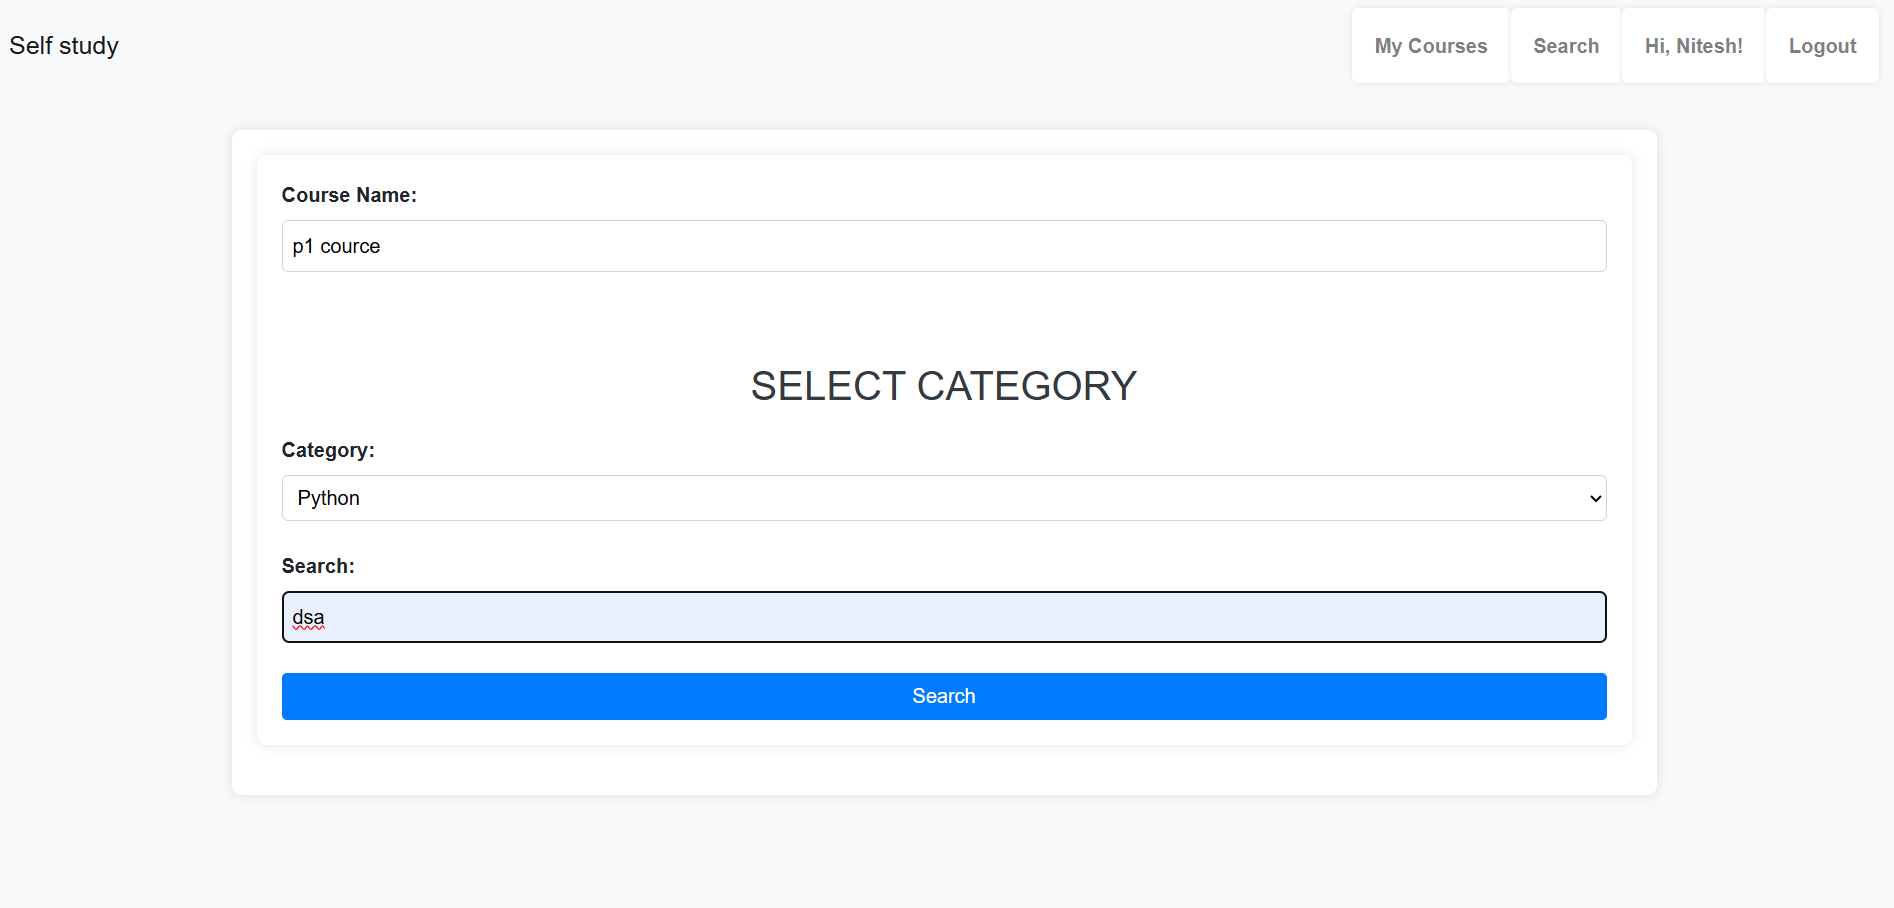 Self study
My Courses
Search
Hi, Nitesh!
Logout
Course Name:
p1 cource
SELECT CATEGORY
Category:
Python
Search:
dsa
Search